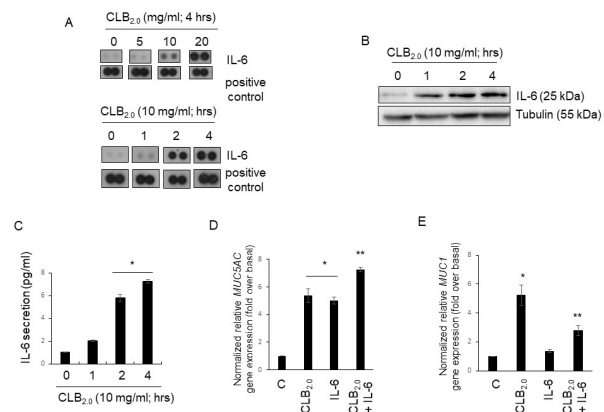 A
CLB2.0 (mg/ml; 4 hrs)
0 5 10 20
IL-6
positive
control
CLB2.0 (10 mg/ml; hrs)
0 1 2 4
IL-6
positive
control
B
CLB2.0 (10 mg/ml; hrs)
0 1 2 4
IL-6 (25 kDa)
Tubulin (55 kDa)
C
IL-6 secretion (pg/ml)
8
6
4
2
0
*
0 1 2 4
CLB2.0 (10 mg/ml; hrs)
D
Normalized relative MUC5AC
gene expression (fold over basal)
8
6
4
2
0
*
**
C
CLB2.0
IL-6
CLB2.0
+ IL-6
E
Normalized relative MUC1
gene expression (fold over basal)
8
6
4
2
0
*
**
C
CLB2.0
IL-6
CLB2.0
+ IL-6